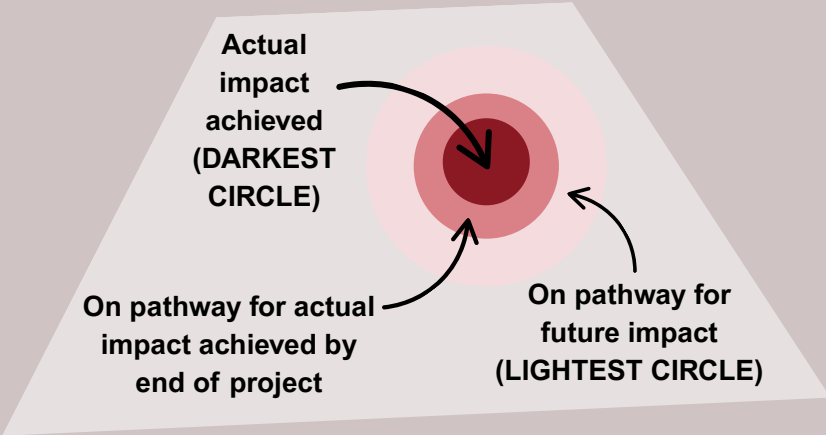 Actual
impact
achieved
(DARKEST
CIRCLE)
On pathway for actual
impact achieved by
end of project
On pathway for
future impact
(LIGHTEST CIRCLE)